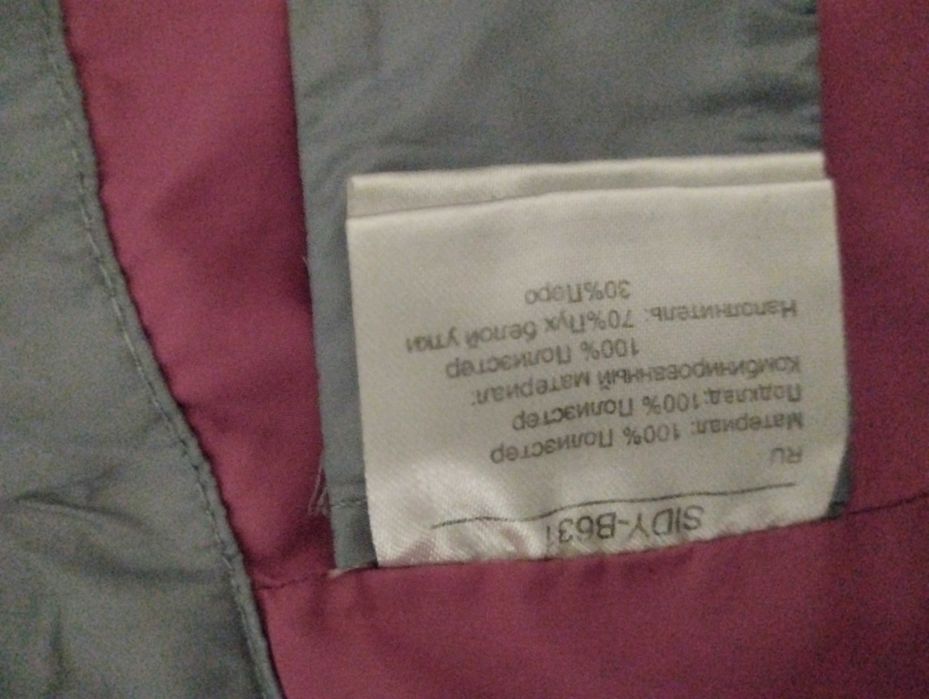 SIDY-B631
RU
Материал: 100% Полиэстер
Подклад:100% Полиэстер
Комбинированный материал:
100% Полиэстер
Наполнитель: 70%Пух белой утки
30%Перо